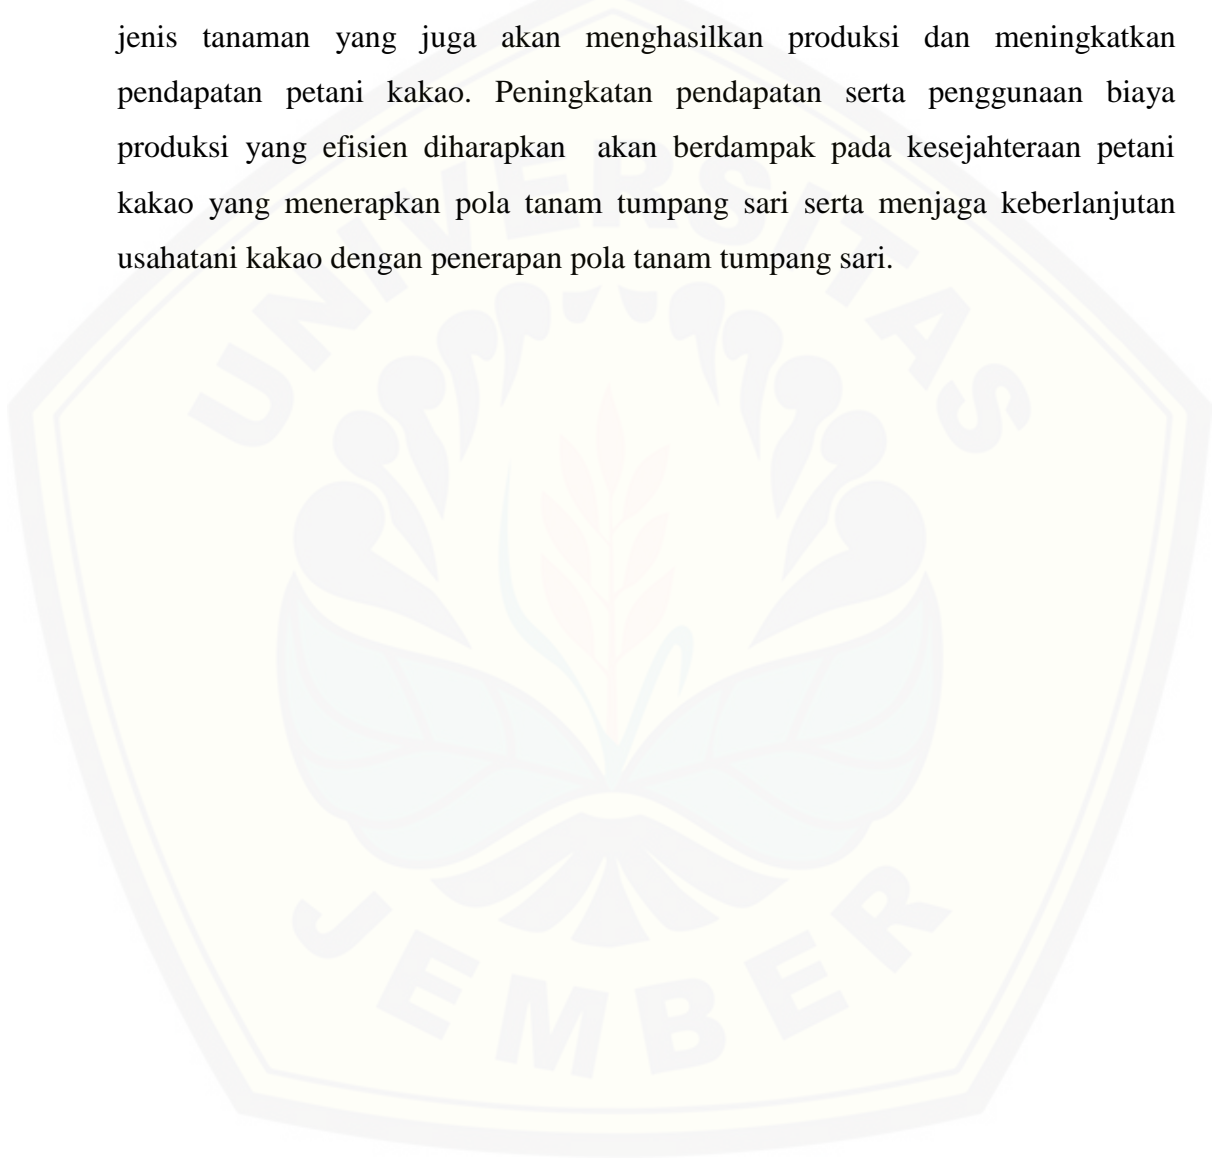 jenis tanaman yang juga akan menghasilkan produksi dan meningkatkan
pendapatan petani kakao. Peningkatan pendapatan serta penggunaan biaya
produksi yang efisien diharapkan akan berdampak pada kesejahteraan petani
kakao yang menerapkan pola tanam tumpang sari serta menjaga keberlanjutan
usahatani kakao dengan penerapan pola tanam tumpang sari.
UNIVERSITAS
JEMBER